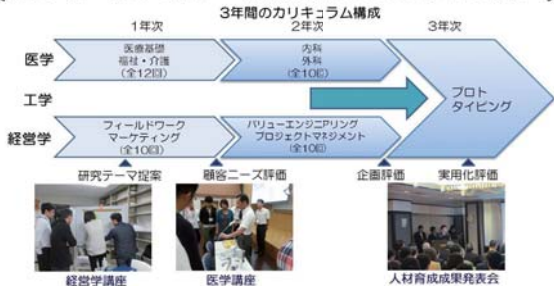 3年間のカリキュラム構成
1年次
2年次
3年次
医学
医療基礎
福祉・介護
(全12回)
内科
外科
(全10回)
工学
プロト
タイピング
経営学
フィールドワーク
マーケティング
(全10回)
バリューエンジニアリング
プロジェクトマネジメント
(全10回)
研究テーマ提案
顧客ニーズ評価
企画評価
実用化評価
経営学講座
医学講座
人材育成成果発表会